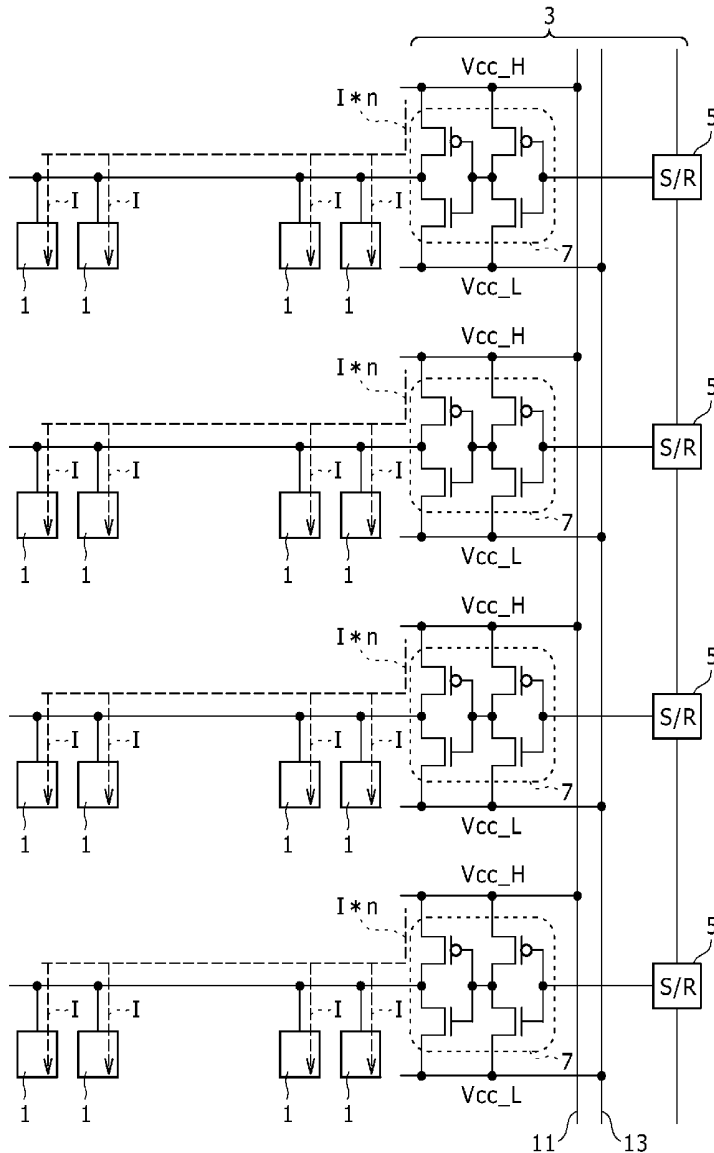 3
Vcc_H
I*n
5
S/R
I I I I
1 1 1 1
7
Vcc_L
Vcc_H
I*n
5
S/R
I I I I
1 1 1 1
7
Vcc_L
Vcc_H
I*n
5
S/R
I I I I
1 1 1 1
7
Vcc_L
Vcc_H
I*n
5
S/R
I I I I
1 1 1 1
7
Vcc_L
11 13